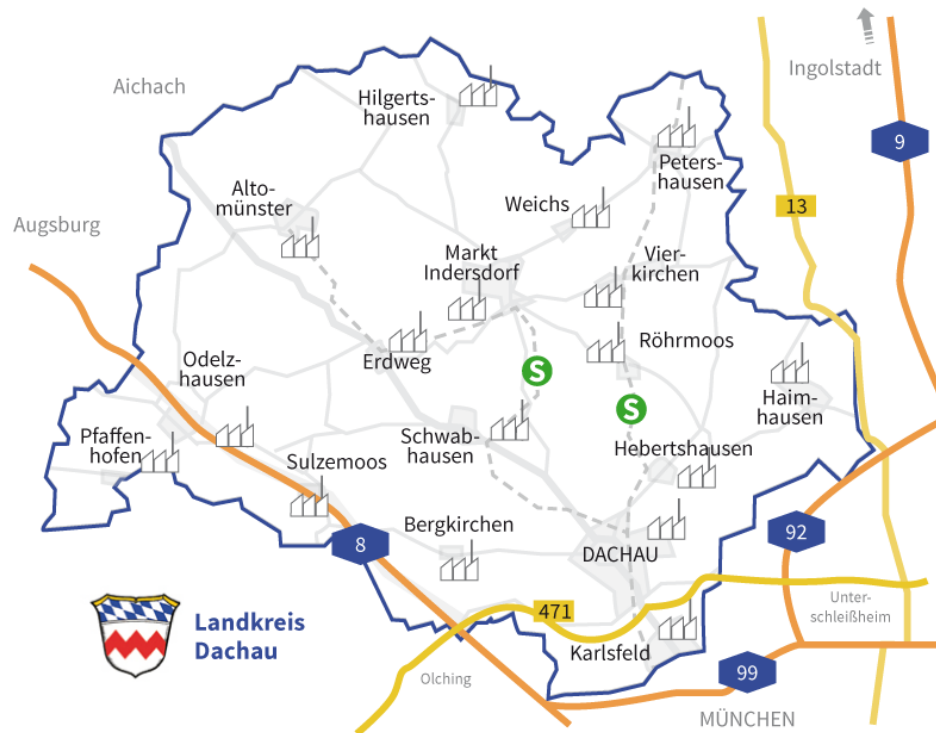 Ingolstadt
Aichach
Hilgerts-
hausen
9
Peters-
hausen
Alto-
münster
Weichs
13
Augsburg
Markt
Indersdorf
Vier-
kirchen
Erdweg
Röhrmoos
Odelz-
hausen
S
S
Haim-
hausen
Pfaffen-
hofen
Schwab-
hausen
Hebertshausen
Sulzemoos
Bergkirchen
DACHAU
92
8
Landkreis
Dachau
471
Unter-
schleißheim
Karlsfeld
99
Olching
MÜNCHEN